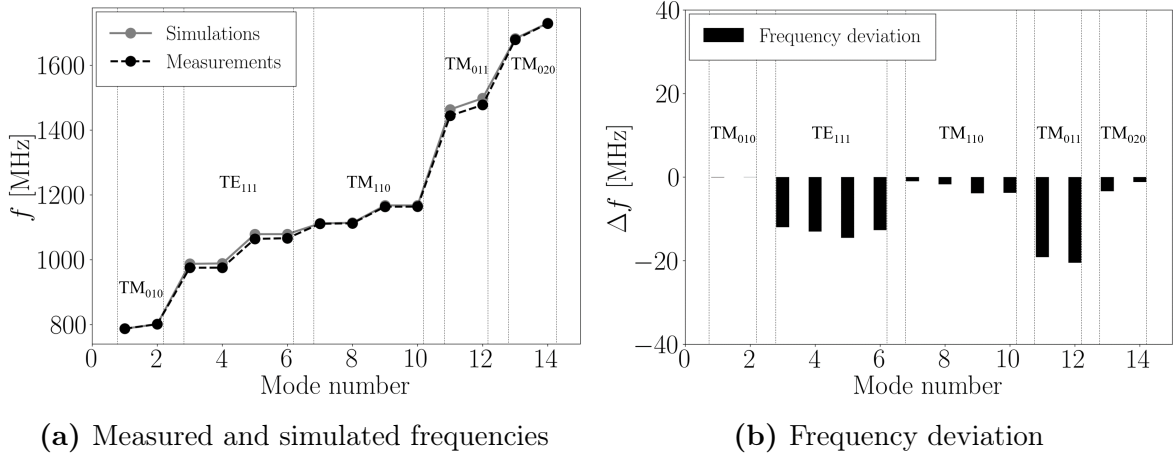 Simulations
Measurements
1600
1400
1200
1000
800
f [MHz]
TM₀₁₀
TE₁₁₁
TM₁₁₀
TM₀₁₁
TM₀₂₀
0 2 4 6 8 10 12 14
Mode number
(a) Measured and simulated frequencies
Frequency deviation
40
20
0
−20
−40
Δf [MHz]
TM₀₁₀
TE₁₁₁
TM₁₁₀
TM₀₁₁
TM₀₂₀
0 2 4 6 8 10 12 14
Mode number
(b) Frequency deviation